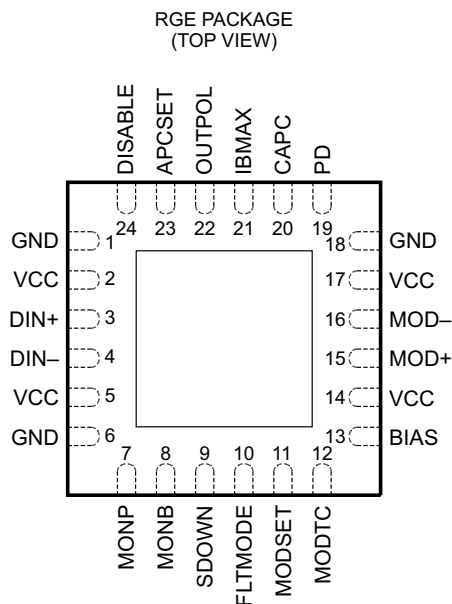 RGE PACKAGE
(TOP VIEW)
DISABLE
APCSET
OUTPOL
IBMAX
CAPC
PD
24 23 22 21 20 19
GND 1 18 GND
VCC 2 17 VCC
DIN+ 3 16 MOD–
DIN– 4 15 MOD+
VCC 5 14 VCC
GND 6 13 BIAS
7 8 9 10 11 12
MONP
MONB
SDOWN
FLTMODE
MODSET
MODTC